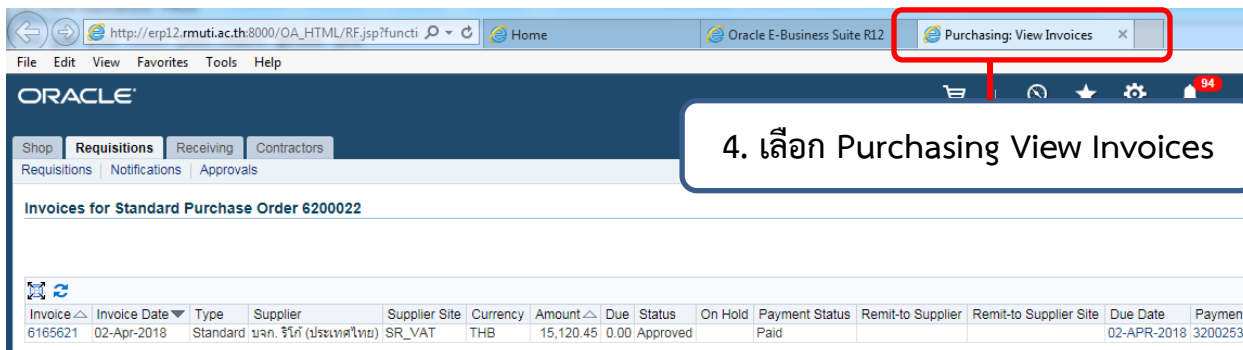 http://erp12.rmuti.ac.th:8000/OA_HTML/RF.jsp?functi
Home
Oracle E-Business Suite R12
Purchasing: View Invoices
File Edit View Favorites Tools Help
ORACLE
94
4. เลือก Purchasing View Invoices
Shop Requisitions Receiving Contractors
Requisitions Notifications Approvals
Invoices for Standard Purchase Order 6200022
Invoice Invoice Date Type Supplier Supplier Site Currency Amount Due Status On Hold Payment Status Remit-to Supplier Remit-to Supplier Site Due Date Paymen
6165621 02-Apr-2018 Standard บจก. ริโก้ (ประเทศไทย) SR_VAT THB 15,120.45 0.00 Approved Paid 02-APR-2018 3200253